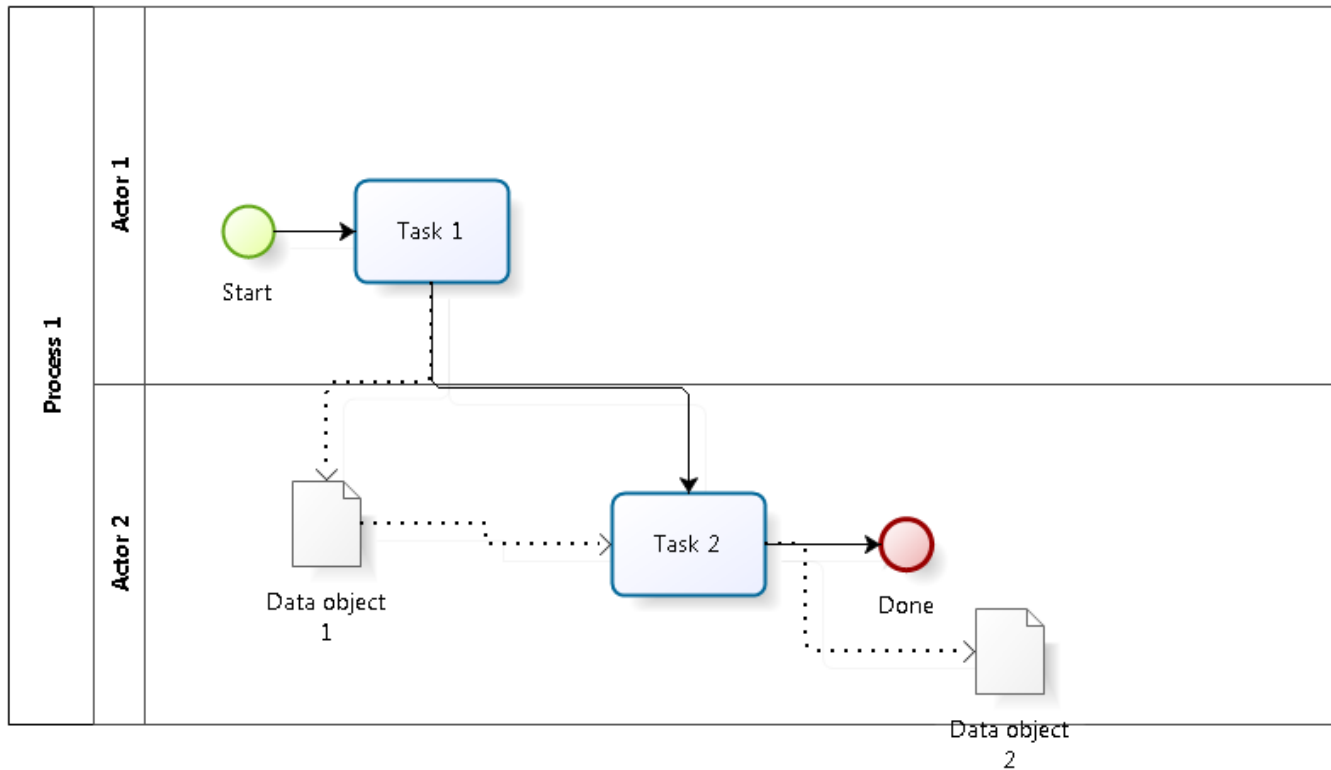 Process 1
Actor 1
Start
Task 1
Actor 2
Data object
1
Task 2
Done
Data object
2